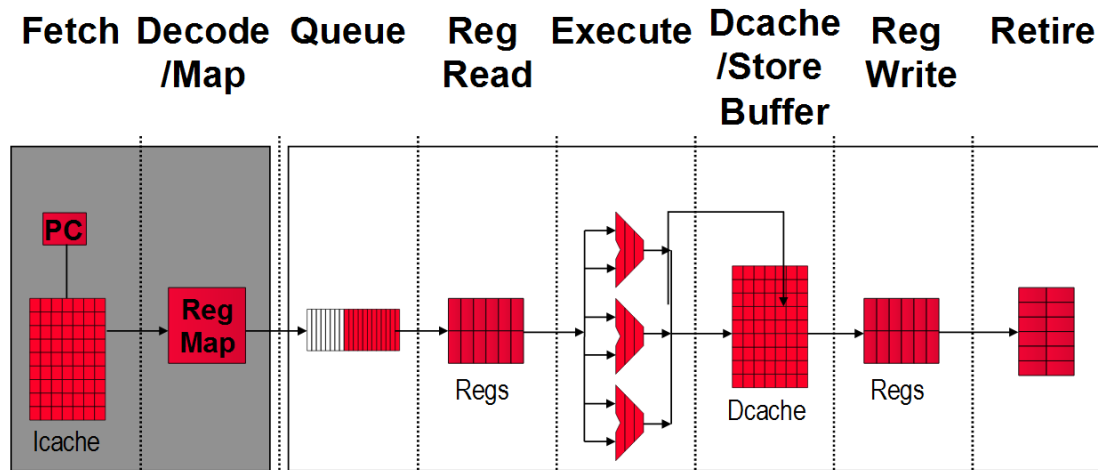 Fetch
Decode
/Map
Queue
Reg
Read
Execute
Dcache
/Store
Buffer
Reg
Write
Retire
PC
Icache
Reg
Map
Regs
Dcache
Regs